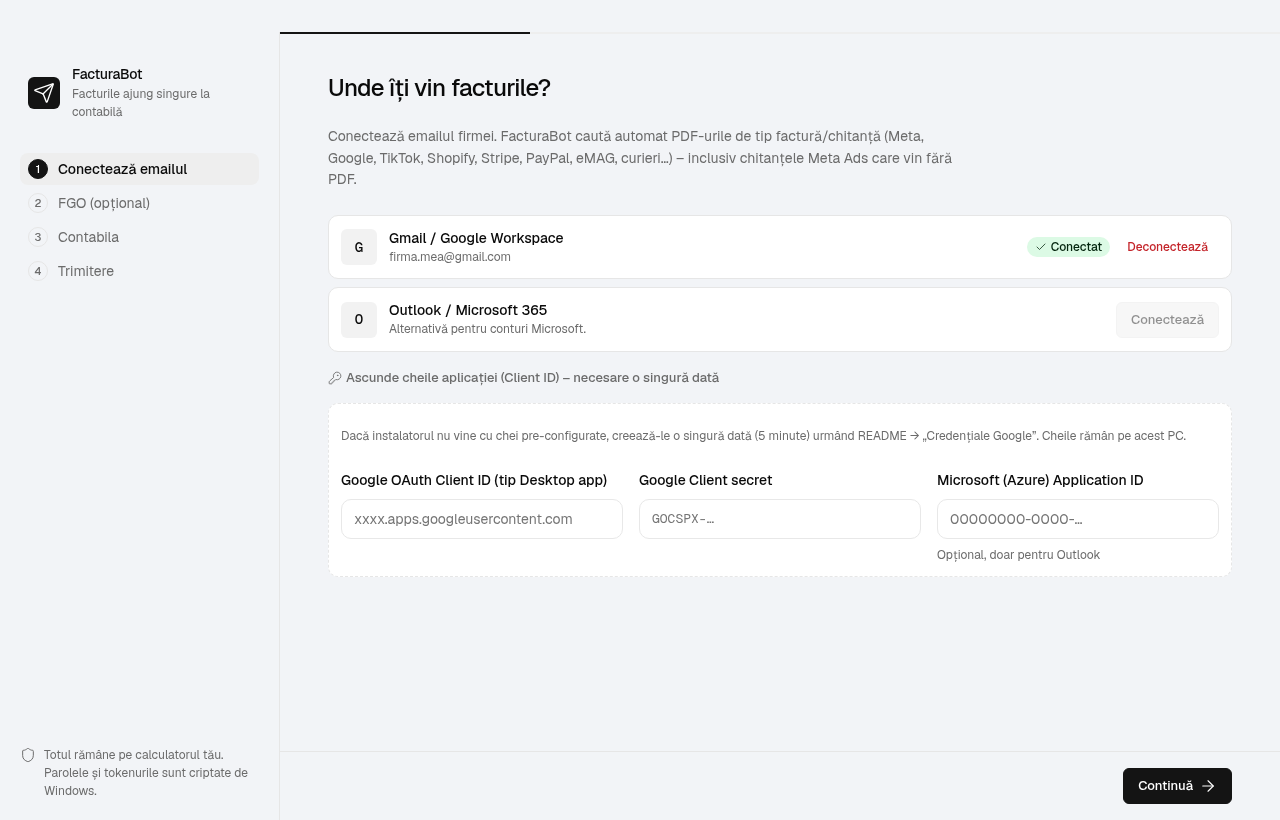 FacturaBot
Facturile ajung singure la
contabilă
1 Conectează emailul
2 FGO (opțional)
3 Contabila
4 Trimitere
Totul rămâne pe calculatorul tău.
Parolele și tokenurile sunt criptate de
Windows.
Unde îți vin facturile?
Conectează emailul firmei. FacturaBot caută automat PDF-urile de tip factură/chitanță (Meta,
Google, TikTok, Shopify, Stripe, PayPal, eMAG, curieri…) – inclusiv chitanțele Meta Ads care vin fără
PDF.
G
Gmail / Google Workspace
firma.mea@gmail.com
Conectat
Deconectează
O
Outlook / Microsoft 365
Alternativă pentru conturi Microsoft.
Conectează
Ascunde cheile aplicației (Client ID) – necesare o singură dată
Dacă instalatorul nu vine cu chei pre-configurate, creează-le o singură dată (5 minute) urmând README → „Credențiale Google”. Cheile rămân pe acest PC.
Google OAuth Client ID (tip Desktop app)
xxxx.apps.googleusercontent.com
Google Client secret
GOCSPX-…
Microsoft (Azure) Application ID
00000000-0000-…
Opțional, doar pentru Outlook
Continuă →